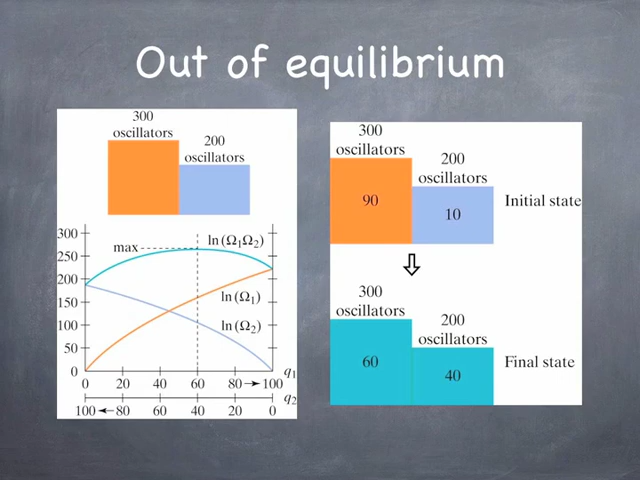 Out of equilibrium
300
oscillators
200
oscillators
300
250
200
150
100
50
0
max
ln (Ω₁Ω₂)
ln (Ω₁)
ln (Ω₂)
0 20 40 60 80 → 100 q₁
100 ← 80 60 40 20 0 q₂
300
oscillators
200
oscillators
90
10
Initial state
300
oscillators
200
oscillators
60
40
Final state